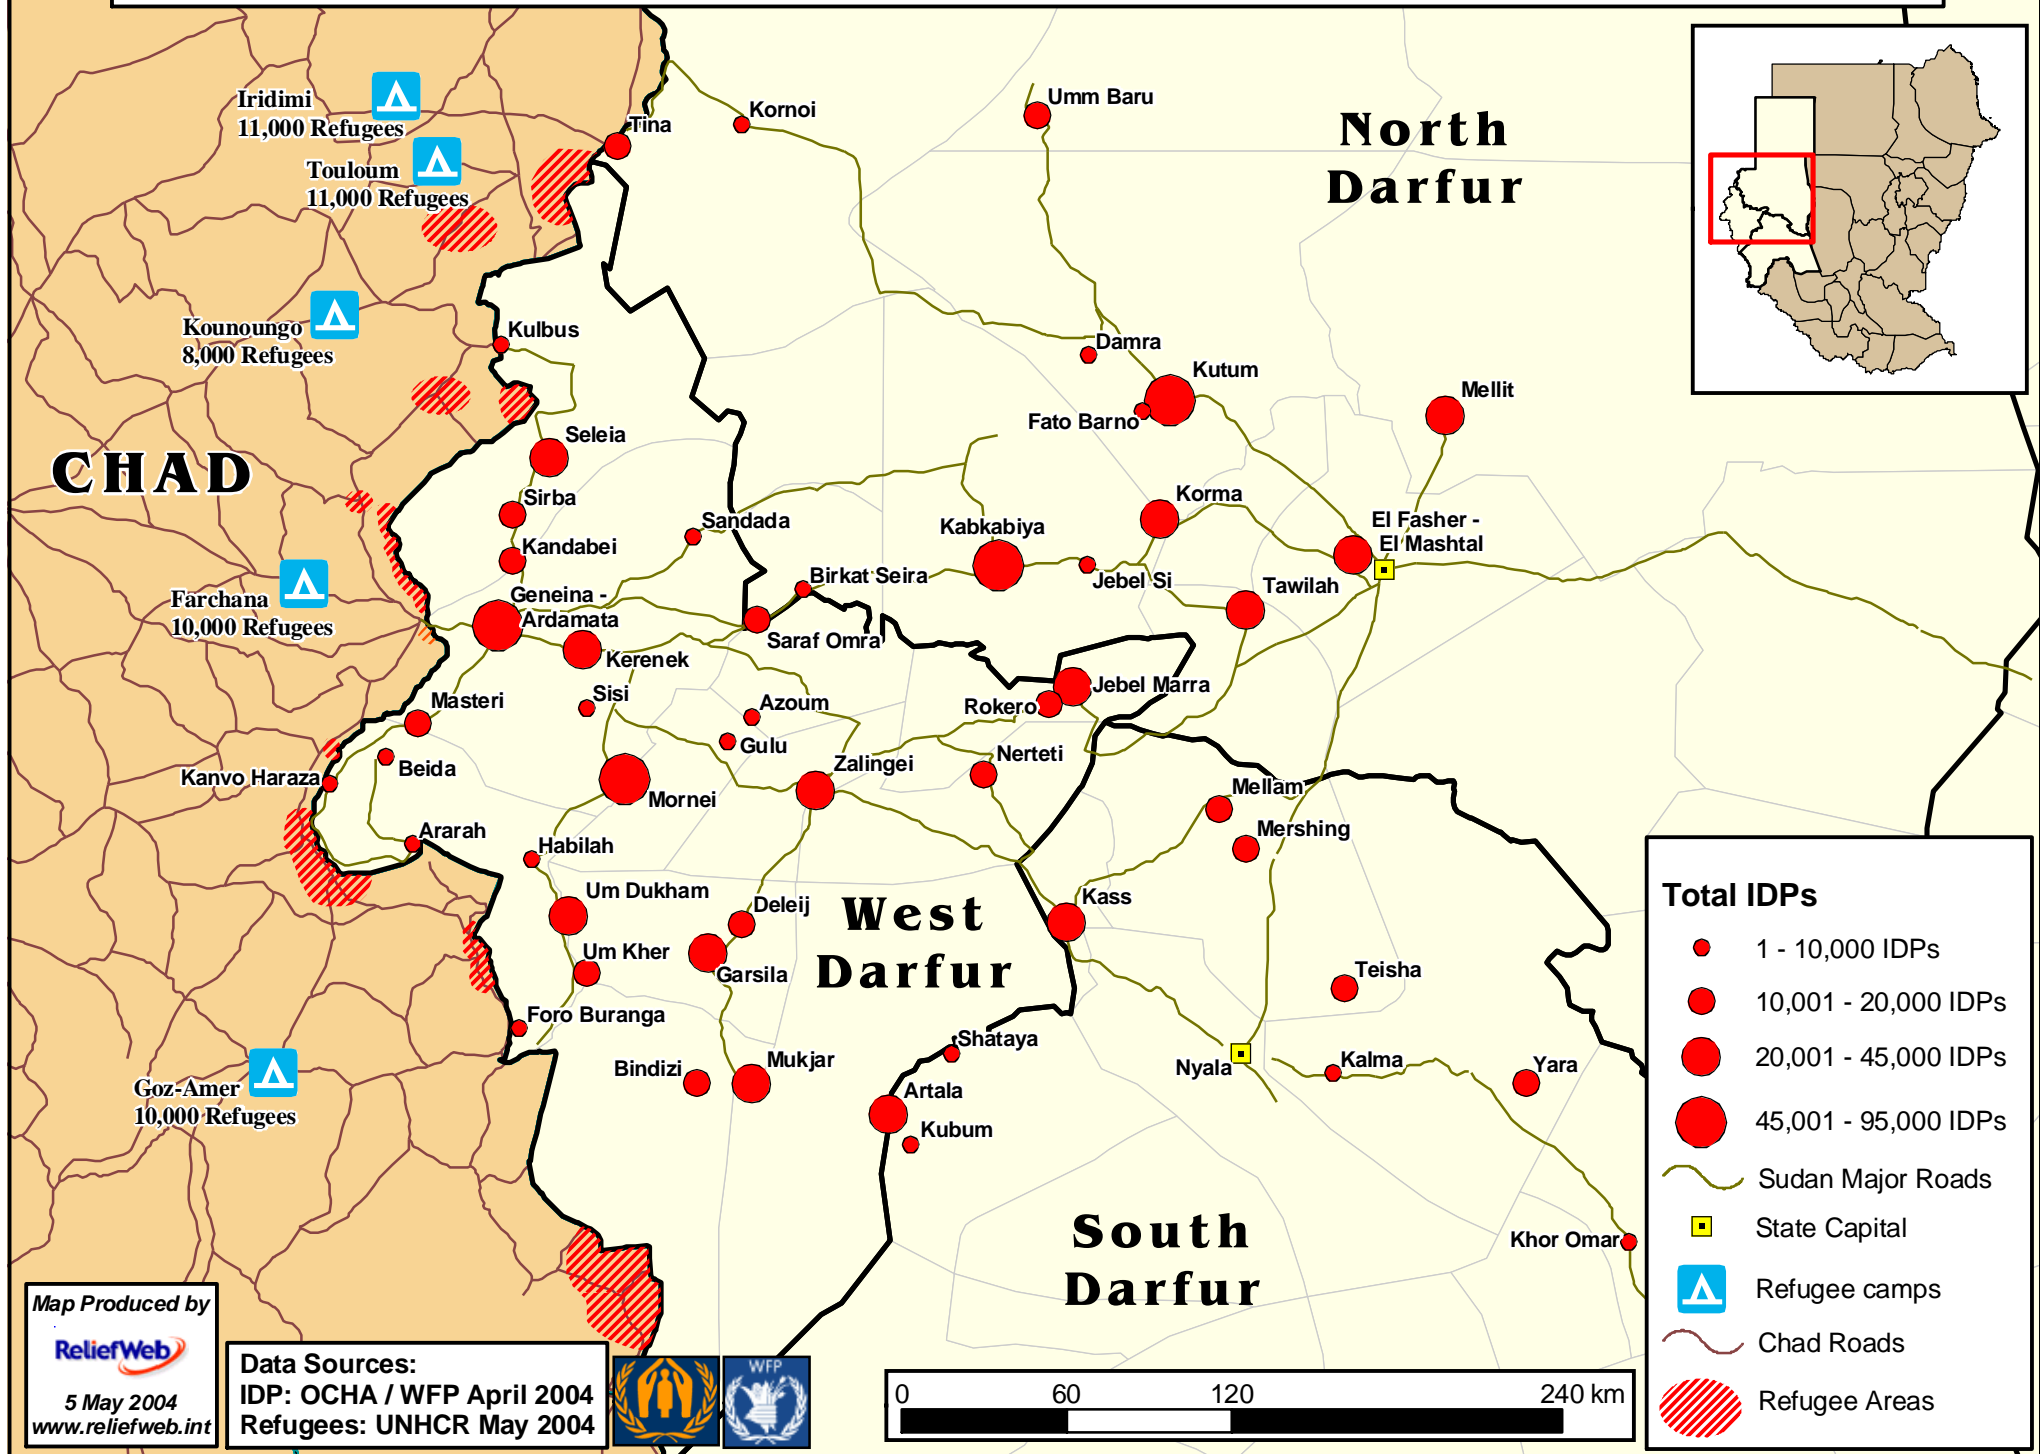 Iridimi
11,000 Refugees
Touloum
11,000 Refugees
Tina
Kornoi
Umm Baru
North
Darfur
Kounoungo
8,000 Refugees
Kulbus
Damra
Kutum
Fato Barno
Mellit
CHAD
Seleia
Sirba
Kandabei
Sandada
Kabkabiya
Korma
El Fasher -
El Mashtal
Birkat Seira
Jebel Si
Tawilah
Farchana
10,000 Refugees
Geneina -
Ardamata
Saraf Omra
Kerenek
Sisi
Azoum
Gulu
Rokero
Jebel Marra
Masteri
Beida
Kanvo Haraza
Zalingei
Nerteti
Mornei
Mellam
Mershing
Ararah
Habilah
Um Dukham
Deleij
West
Darfur
Kass
Um Kher
Garsila
Teisha
Foro Buranga
Shataya
Bindizi
Mukjar
Artala
Kubum
Nyala
Kalma
Yara
Goz-Amer
10,000 Refugees
South
Darfur
Khor Omar
Total IDPs
1 - 10,000 IDPs
10,001 - 20,000 IDPs
20,001 - 45,000 IDPs
45,001 - 95,000 IDPs
Sudan Major Roads
State Capital
Refugee camps
Chad Roads
Refugee Areas
Map Produced by
ReliefWeb
5 May 2004
www.reliefweb.int
Data Sources:
IDP: OCHA / WFP April 2004
Refugees: UNHCR May 2004
WFP
0 60 120 240 km